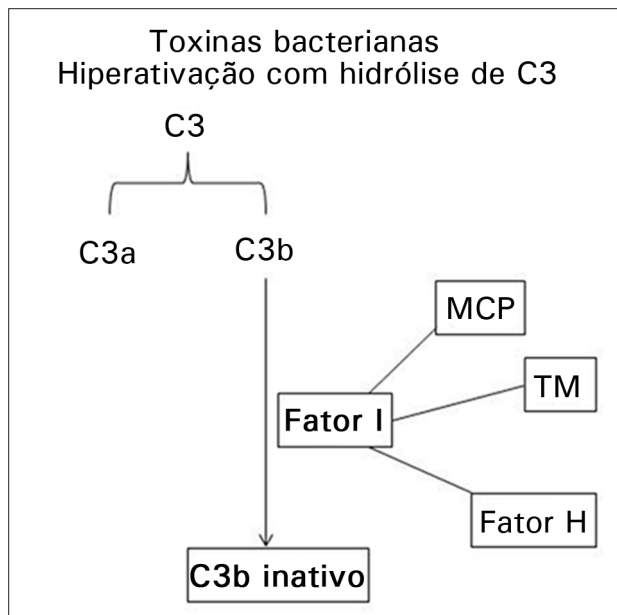 Toxinas bacterianas
Hiperativação com hidrólise de C3
C3
C3a
C3b
MCP
TM
Fator I
Fator H
C3b inativo